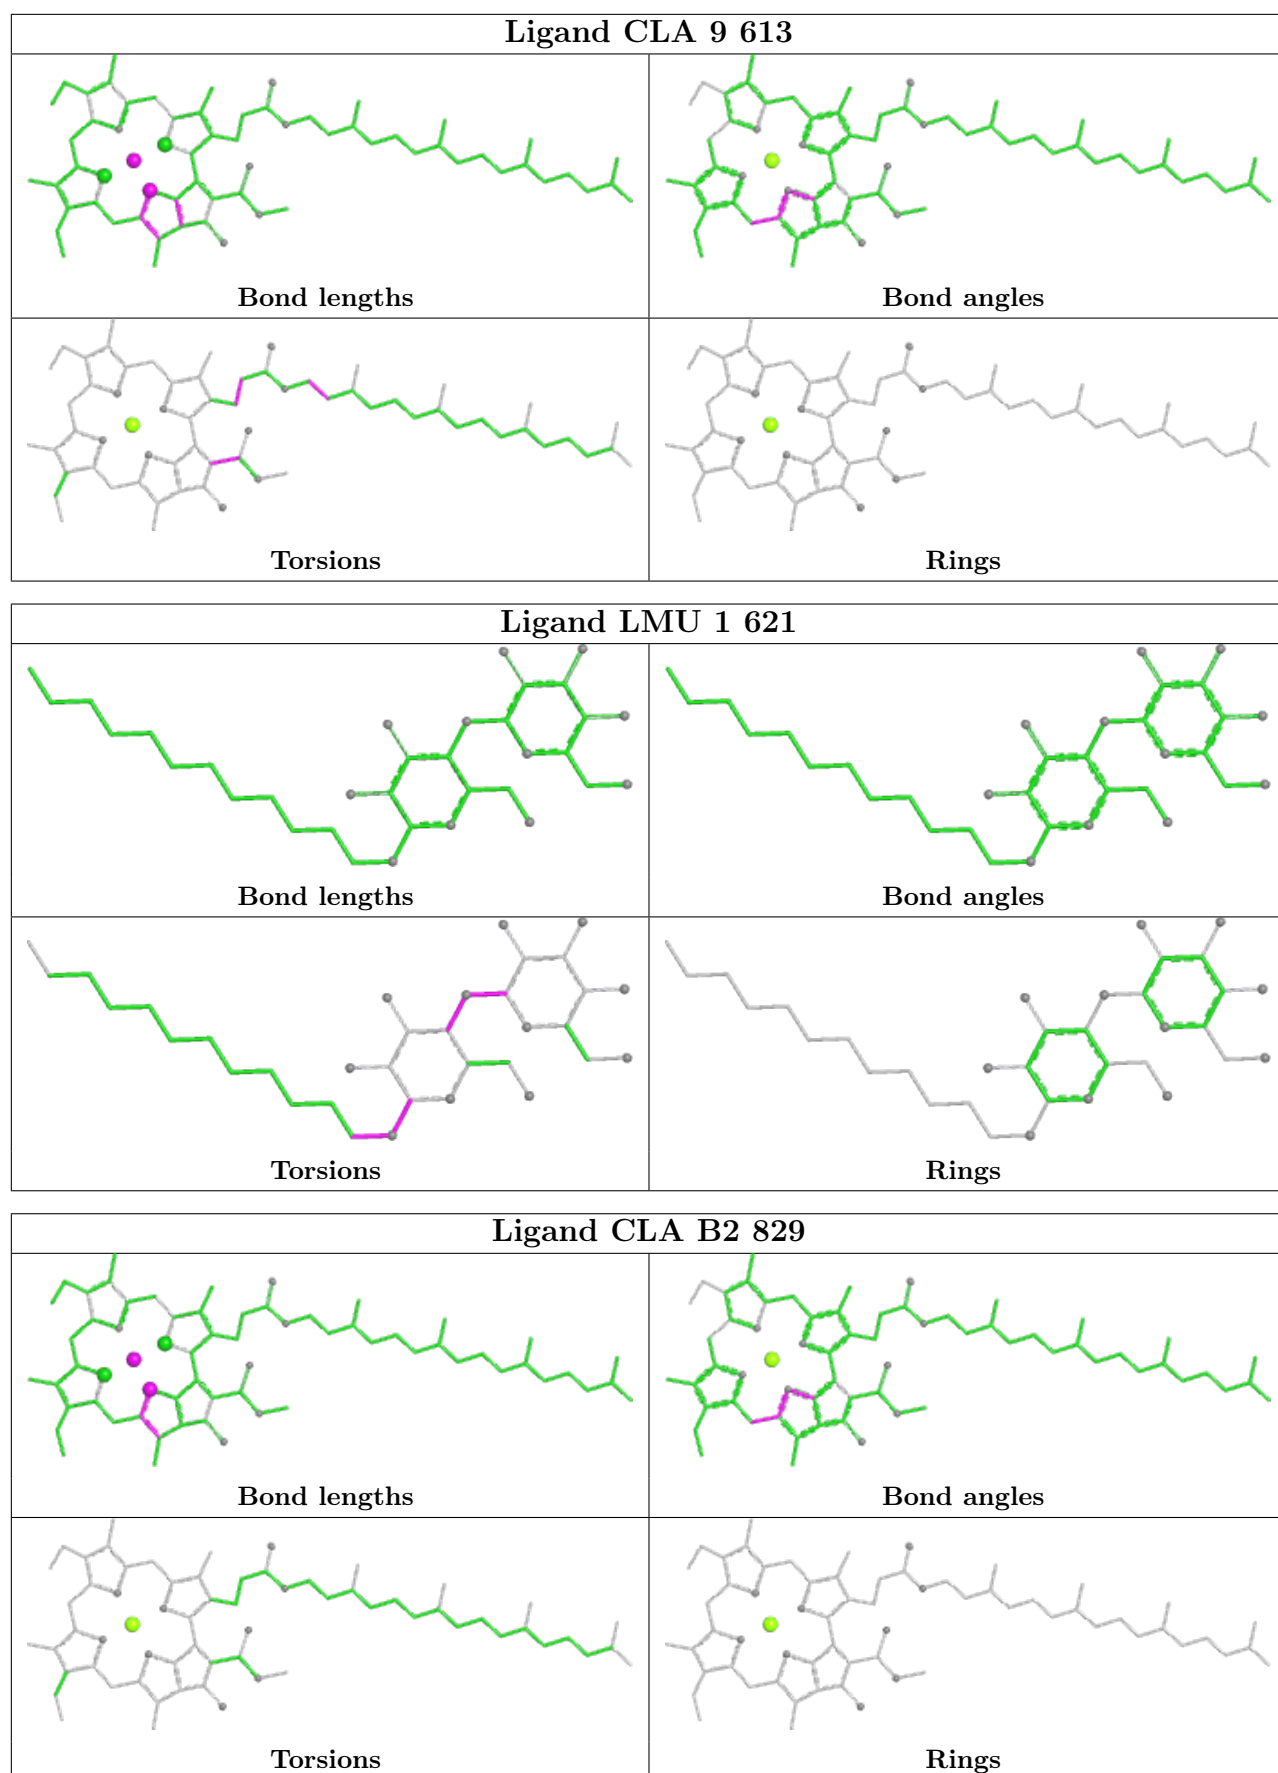 Ligand CLA 9 613
Bond lengths
Bond angles
Torsions
Rings
Ligand LMU 1 621
Bond lengths
Bond angles
Torsions
Rings
Ligand CLA B2 829
Bond lengths
Bond angles
Torsions
Rings